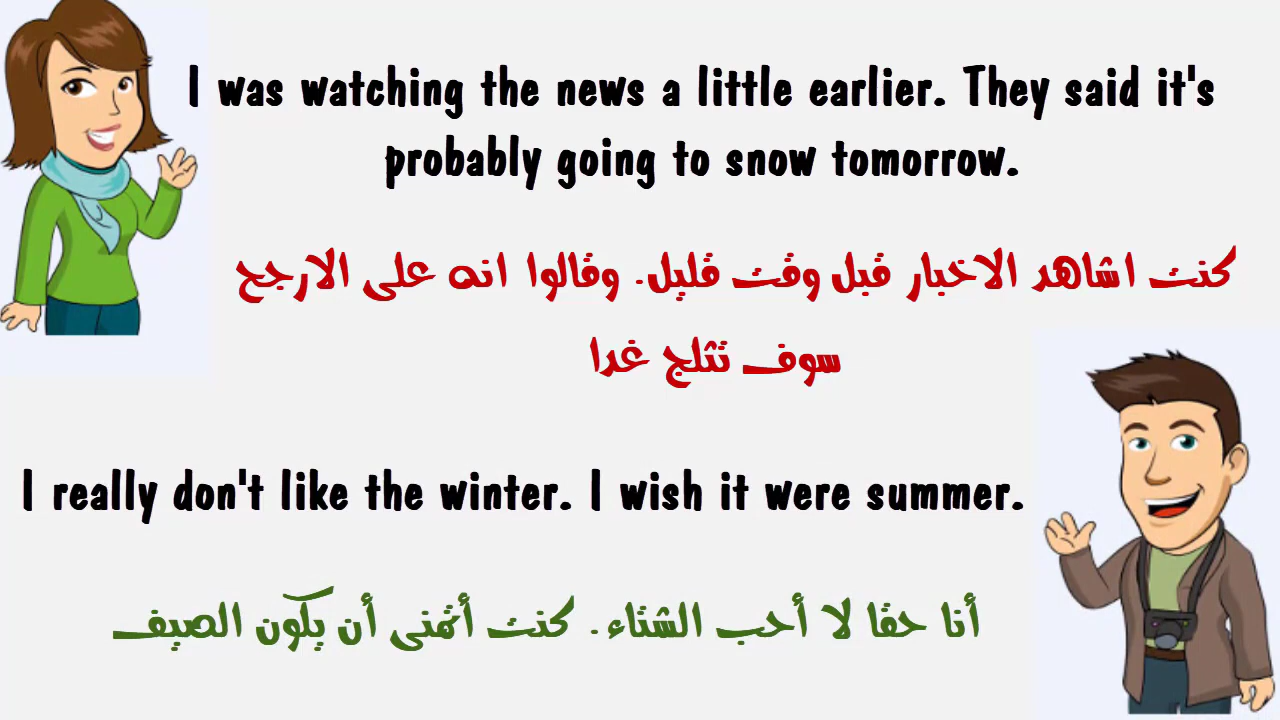 I was watching the news a little earlier. They said it's
probably going to snow tomorrow.
كنت اشاهد الاخبار قبل وقت قليل. وقالوا انه على الارجح
سوف تثلج غدا
I really don't like the winter. I wish it were summer.
أنا حقا لا أحب الشتاء. كنت أتمنى أن يكون الصيف